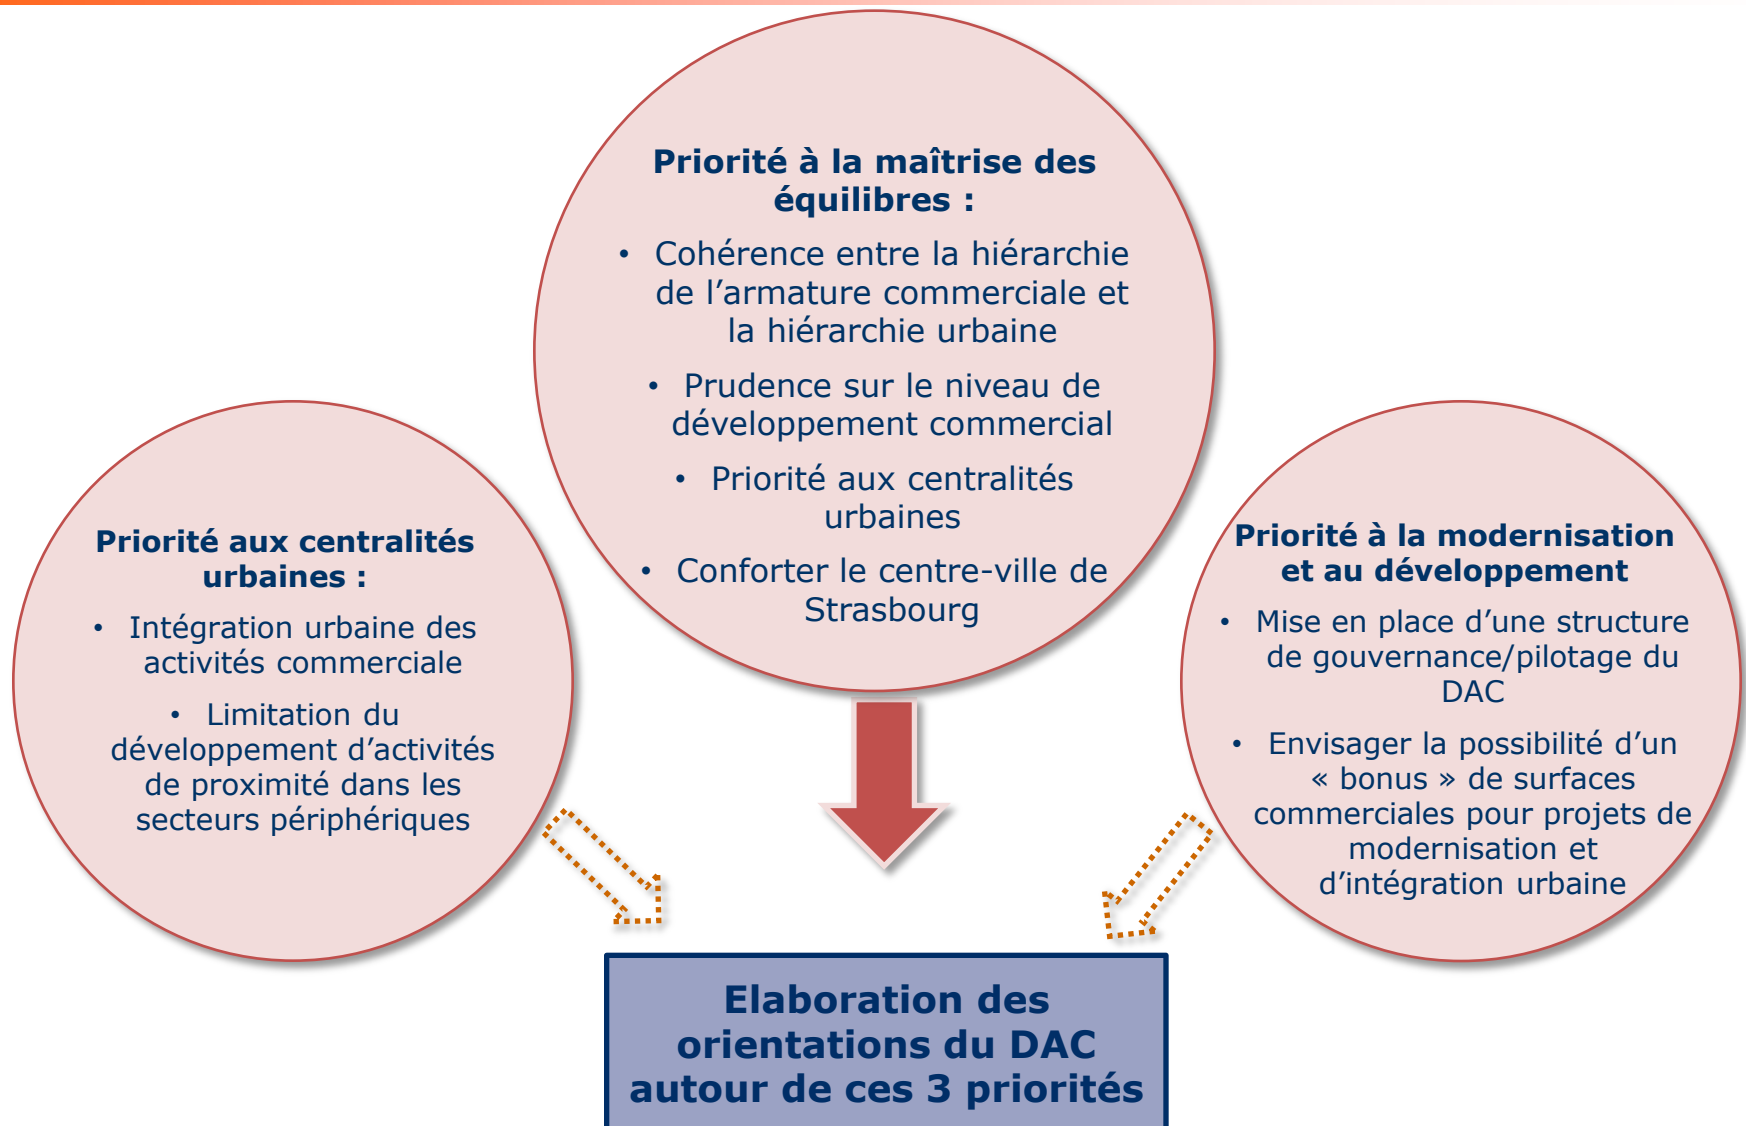 Priorité à la maîtrise des
équilibres :
• Cohérence entre la hiérarchie
de l’armature commerciale et
la hiérarchie urbaine
• Prudence sur le niveau de
développement commercial
• Priorité aux centralités
urbaines
• Conforter le centre-ville de
Strasbourg
Priorité aux centralités
urbaines :
• Intégration urbaine des
activités commerciale
• Limitation du
développement d’activités
de proximité dans les
secteurs périphériques
Priorité à la modernisation
et au développement
• Mise en place d’une structure
de gouvernance/pilotage du
DAC
• Envisager la possibilité d’un
« bonus » de surfaces
commerciales pour projets de
modernisation et
d’intégration urbaine
Elaboration des
orientations du DAC
autour de ces 3 priorités